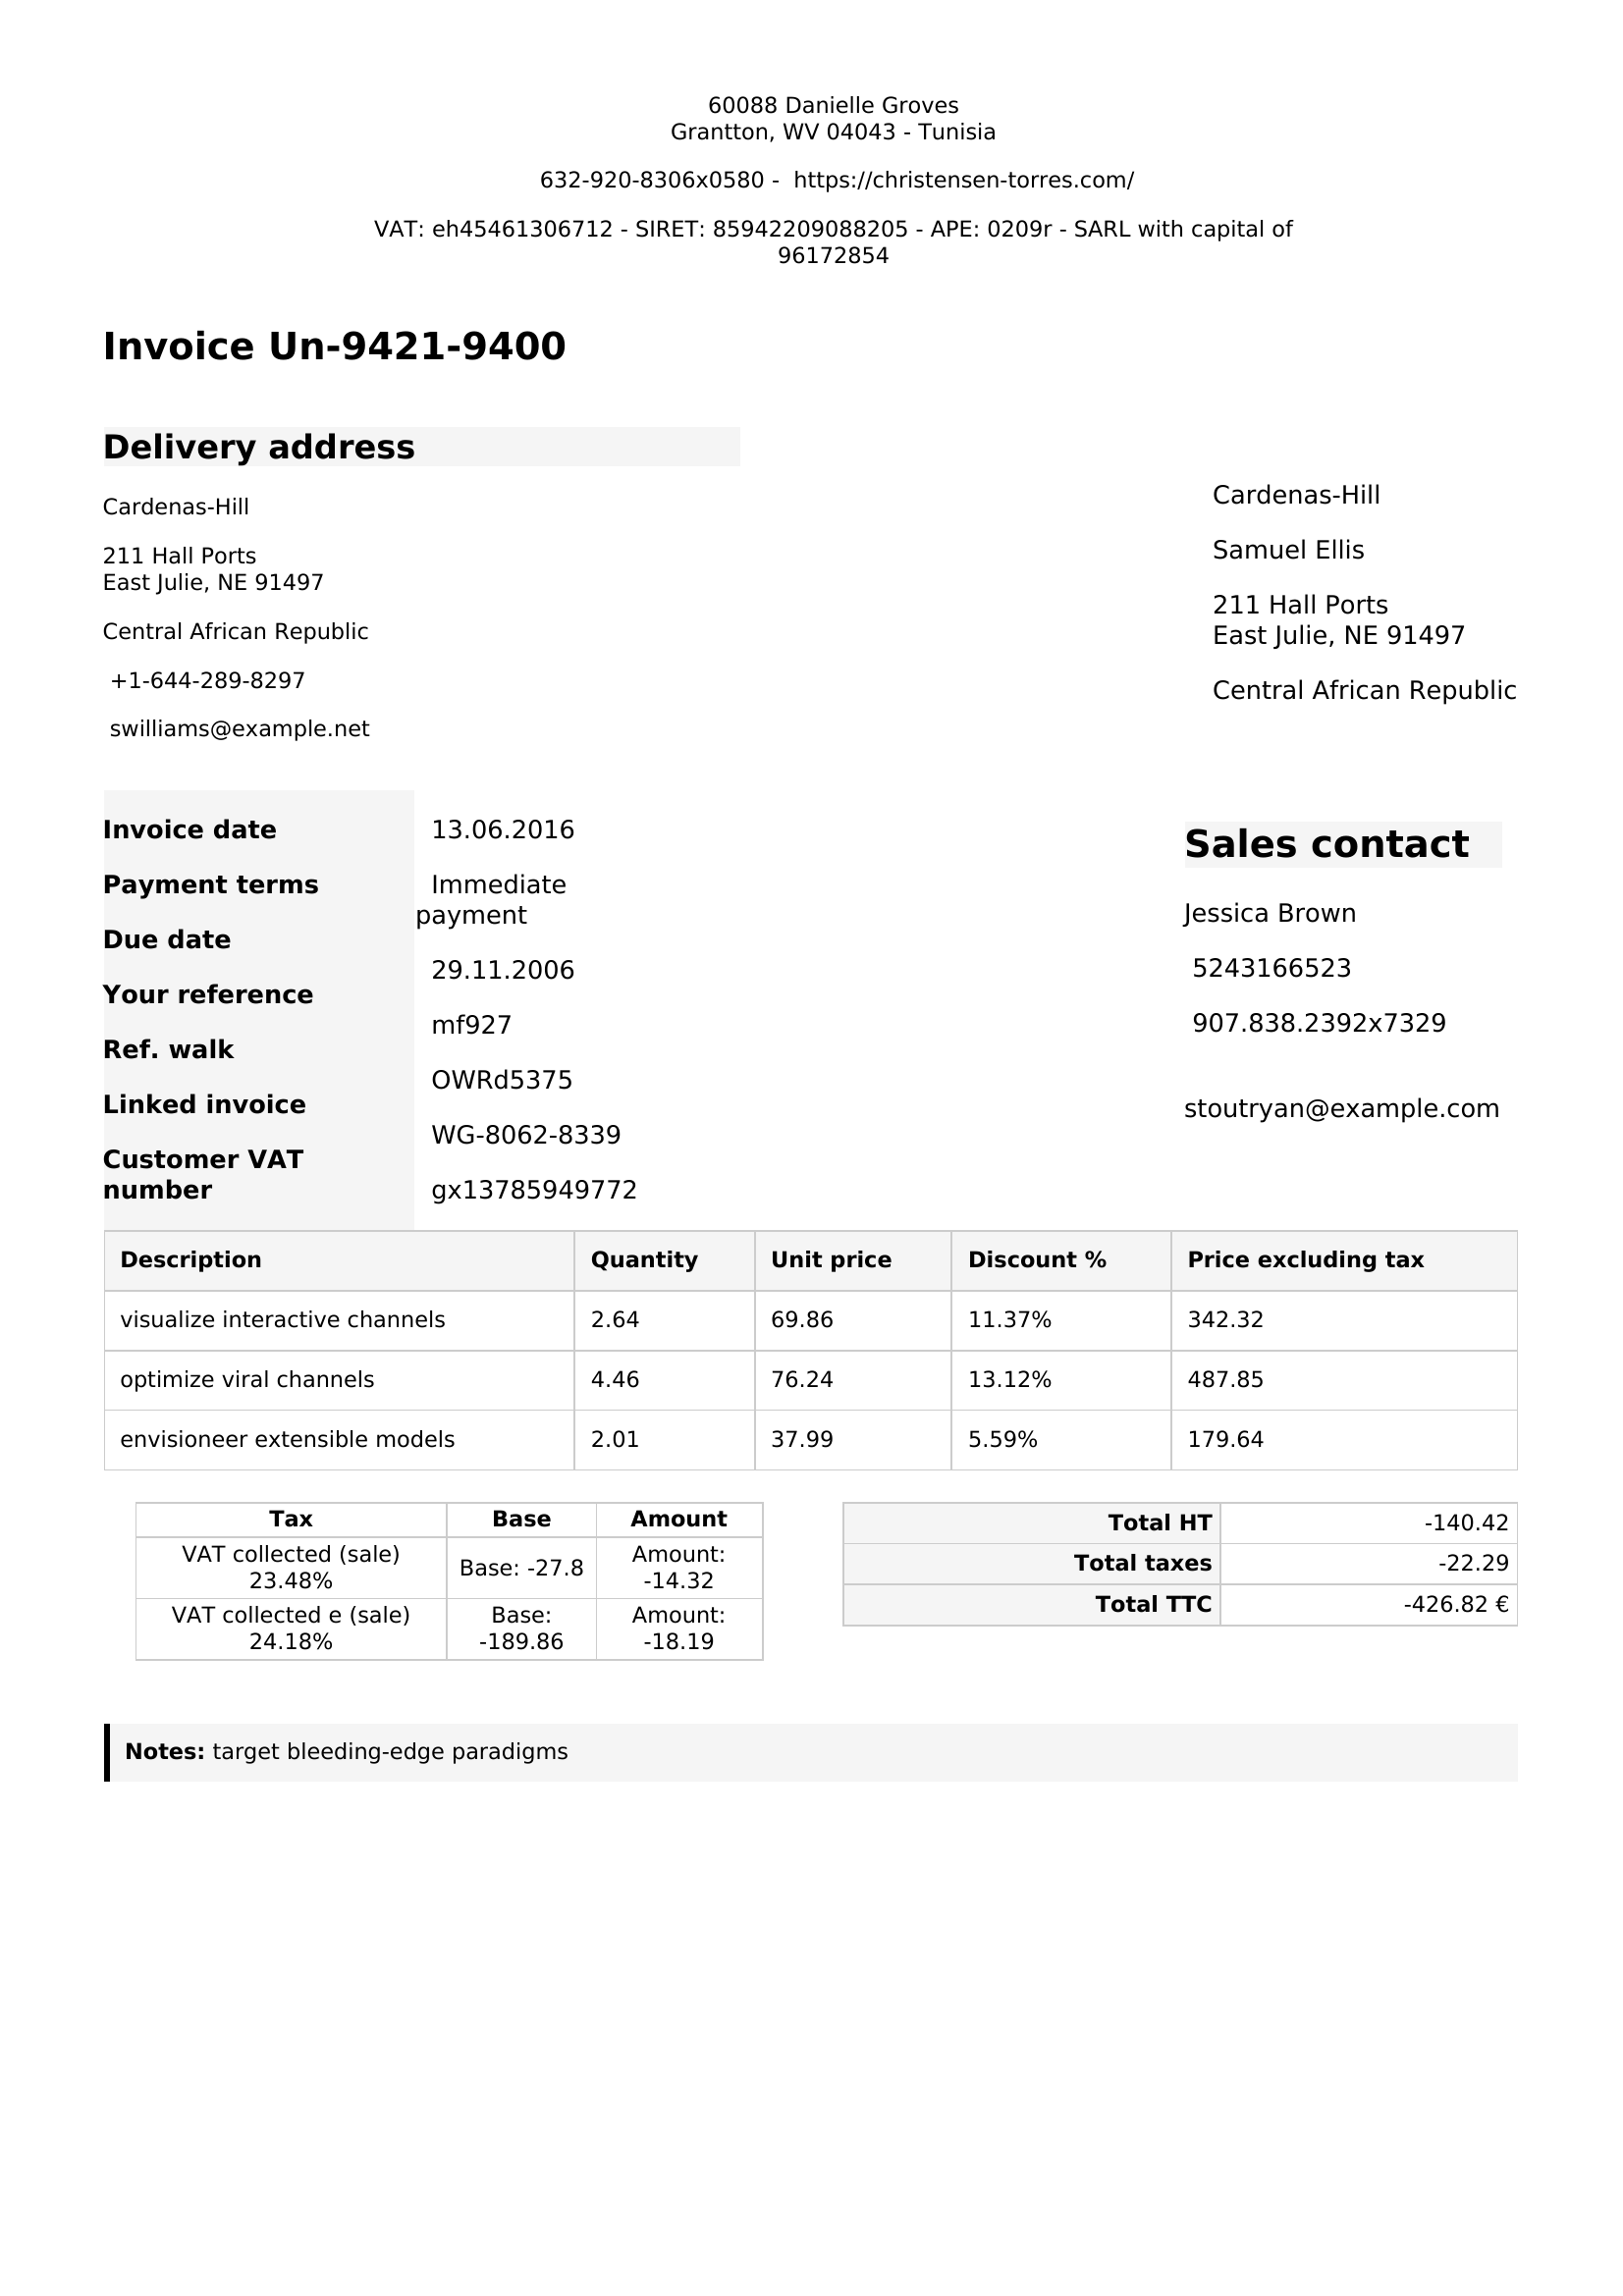 60088 Danielle Groves
Grantton, WV 04043 - Tunisia
632-920-8306x0580 - https://christensen-torres.com/
VAT: eh45461306712 - SIRET: 85942209088205 - APE: 0209r - SARL with capital of
96172854
Invoice Un-9421-9400
Delivery address
Cardenas-Hill
211 Hall Ports
East Julie, NE 91497
Central African Republic
+1-644-289-8297
swilliams@example.net
Cardenas-Hill
Samuel Ellis
211 Hall Ports
East Julie, NE 91497
Central African Republic
Invoice date
Payment terms
Due date
Your reference
Ref. walk
Linked invoice
Customer VAT
number
13.06.2016
Immediate
payment
29.11.2006
mf927
OWRd5375
WG-8062-8339
gx13785949772
Sales contact
Jessica Brown
5243166523
907.838.2392x7329
stoutryan@example.com
Description Quantity Unit price Discount % Price excluding tax
visualize interactive channels 2.64 69.86 11.37% 342.32
optimize viral channels 4.46 76.24 13.12% 487.85
envisioneer extensible models 2.01 37.99 5.59% 179.64
Tax Base Amount
VAT collected (sale) 
23.48%
Base: -27.8
Amount:
-14.32
VAT collected e (sale)
24.18%
Base:
-189.86
Amount:
-18.19
Total HT -140.42
Total taxes -22.29
Total TTC -426.82 €
Notes: target bleeding-edge paradigms